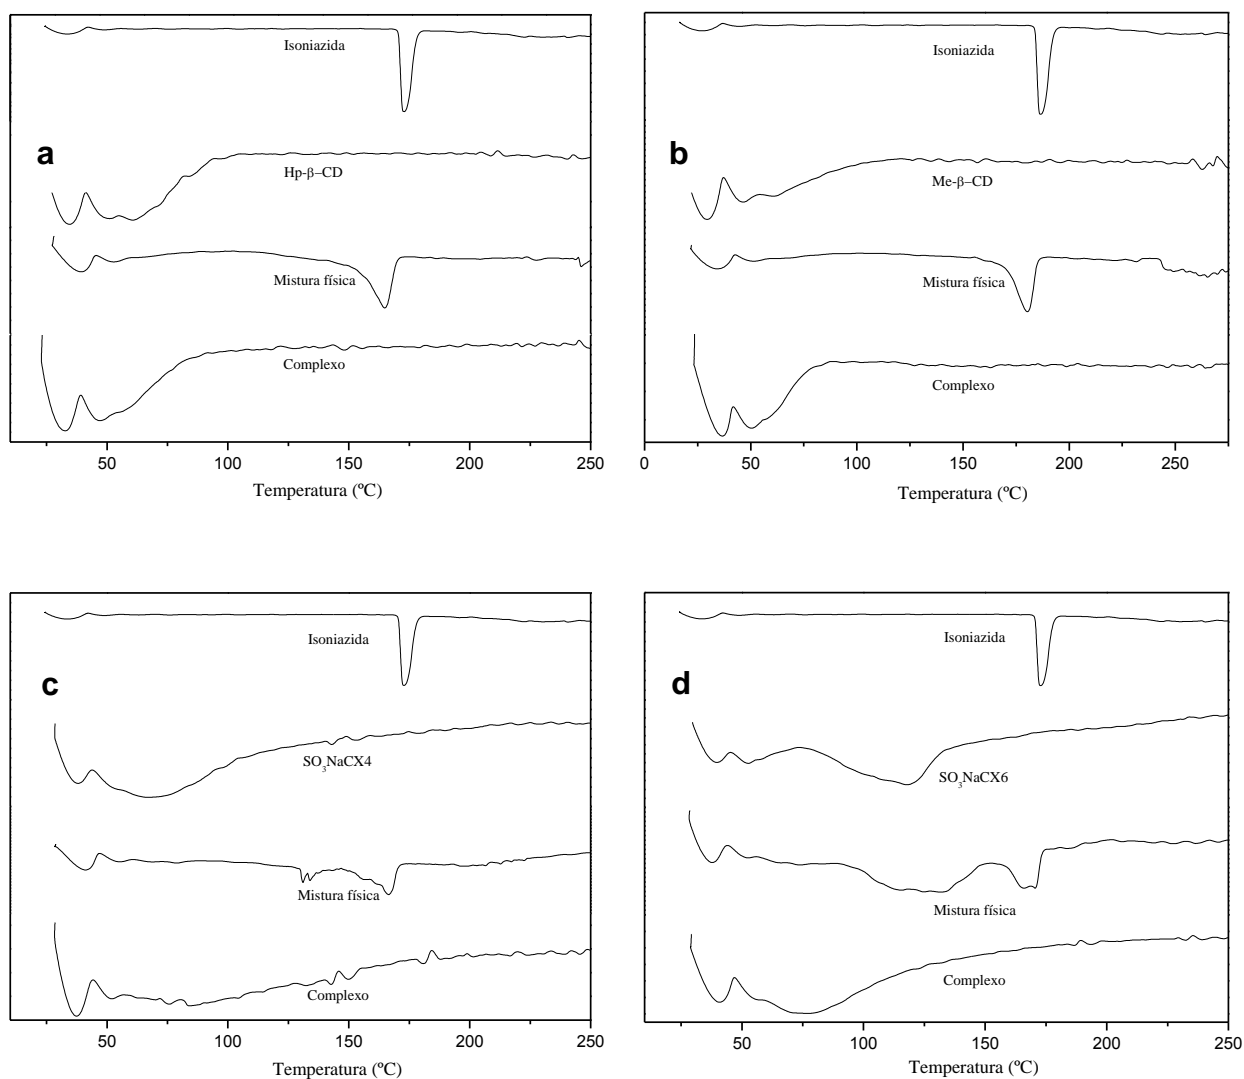 Isoniazida
a
Hp-β–CD
Mistura física
Complexo
50 100 150 200 250
Temperatura (ºC)
Isoniazida
b
Me-β–CD
Mistura física
Complexo
0 50 100 150 200 250
Temperatura (ºC)
Isoniazida
c
SO₃NaCX4
Mistura física
Complexo
50 100 150 200 250
Temperatura (ºC)
Isoniazida
d
SO₃NaCX6
Mistura física
Complexo
50 100 150 200 250
Temperatura (ºC)